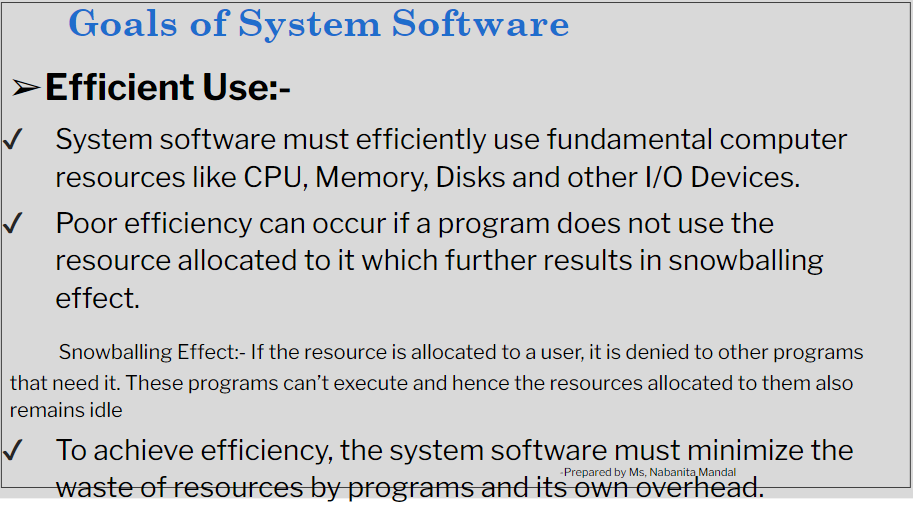 Goals of System Software
➢Efficient Use:-
✓ System software must efficiently use fundamental computer
resources like CPU, Memory, Disks and other I/O Devices.
✓ Poor efficiency can occur if a program does not use the
resource allocated to it which further results in snowballing
effect.
Snowballing Effect:- If the resource is allocated to a user, it is denied to other programs
that need it. These programs can’t execute and hence the resources allocated to them also
remains idle
✓ To achieve efficiency, the system software must minimize the
-Prepared by Ms, Nabanita Mandal
waste of resources by programs and its own overhead.